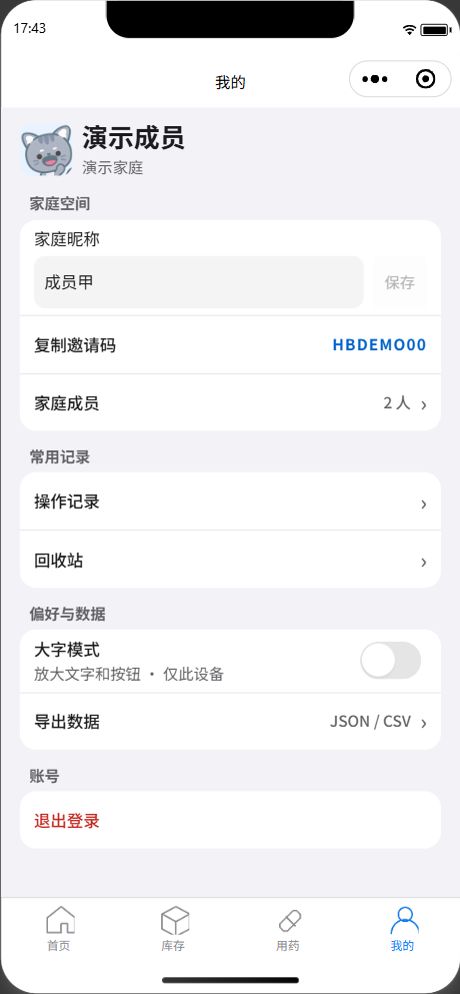 17:43
我的
演示成员
演示家庭
家庭空间
家庭昵称
成员甲 保存
复制邀请码 HBDEMO00
家庭成员 2 人 ›
常用记录
操作记录 ›
回收站 ›
偏好与数据
大字模式
放大文字和按钮 · 仅此设备
导出数据 JSON / CSV ›
账号
退出登录
首页 库存 用药 我的